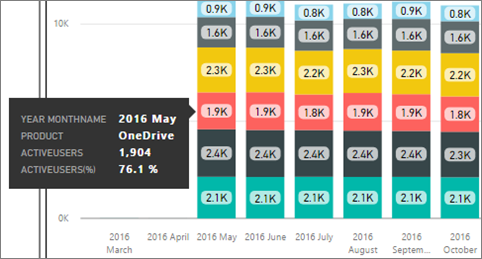 0.9K 0.9K 0.8K 0.8K 0.9K 0.8K
10K
1.6K 1.6K 1.6K 1.6K 1.6K 1.6K
2.3K 2.3K 2.2K 2.2K 2.3K 2.2K
YEAR MONTHNAME 2016 May
PRODUCT OneDrive
ACTIVEUSERS 1,904
ACTIVEUSERS(%) 76.1 %
1.9K 1.9K 1.8K 1.9K 1.9K 1.8K
2.4K 2.4K 2.4K 2.4K 2.4K 2.3K
2.1K 2.1K 2.1K 2.1K 2.1K 2.1K
0K
2016 March
2016 April
2016 May
2016 June
2016 July
2016 August
2016 Septem...
2016 October